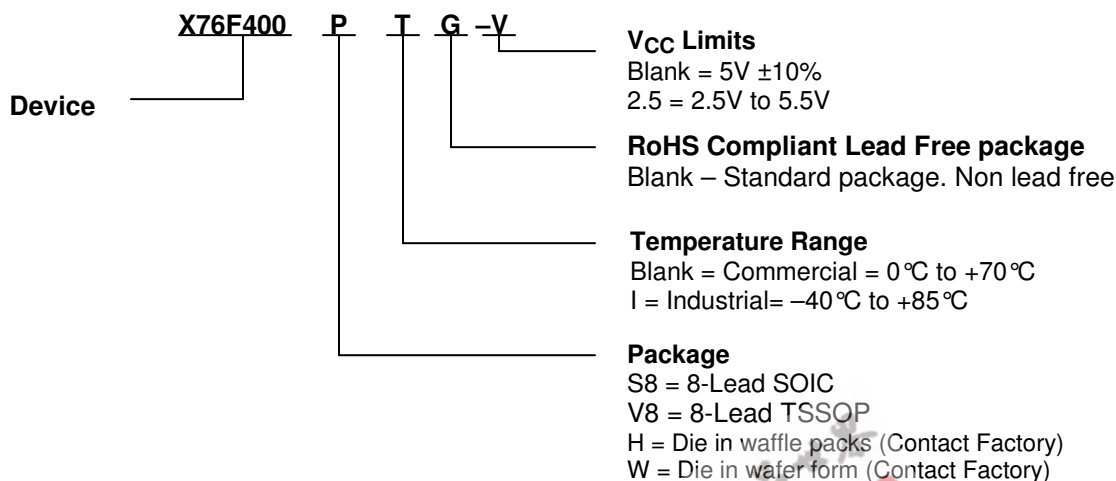 X76F400 P T G –V
Device
VCC Limits
Blank = 5V ±10%
2.5 = 2.5V to 5.5V
RoHS Compliant Lead Free package
Blank – Standard package. Non lead free
Temperature Range
Blank = Commercial = 0°C to +70°C
I = Industrial= –40°C to +85°C
Package
S8 = 8-Lead SOIC
V8 = 8-Lead TSSOP
H = Die in waffle packs (Contact Factory)
W = Die in wafer form (Contact Factory)